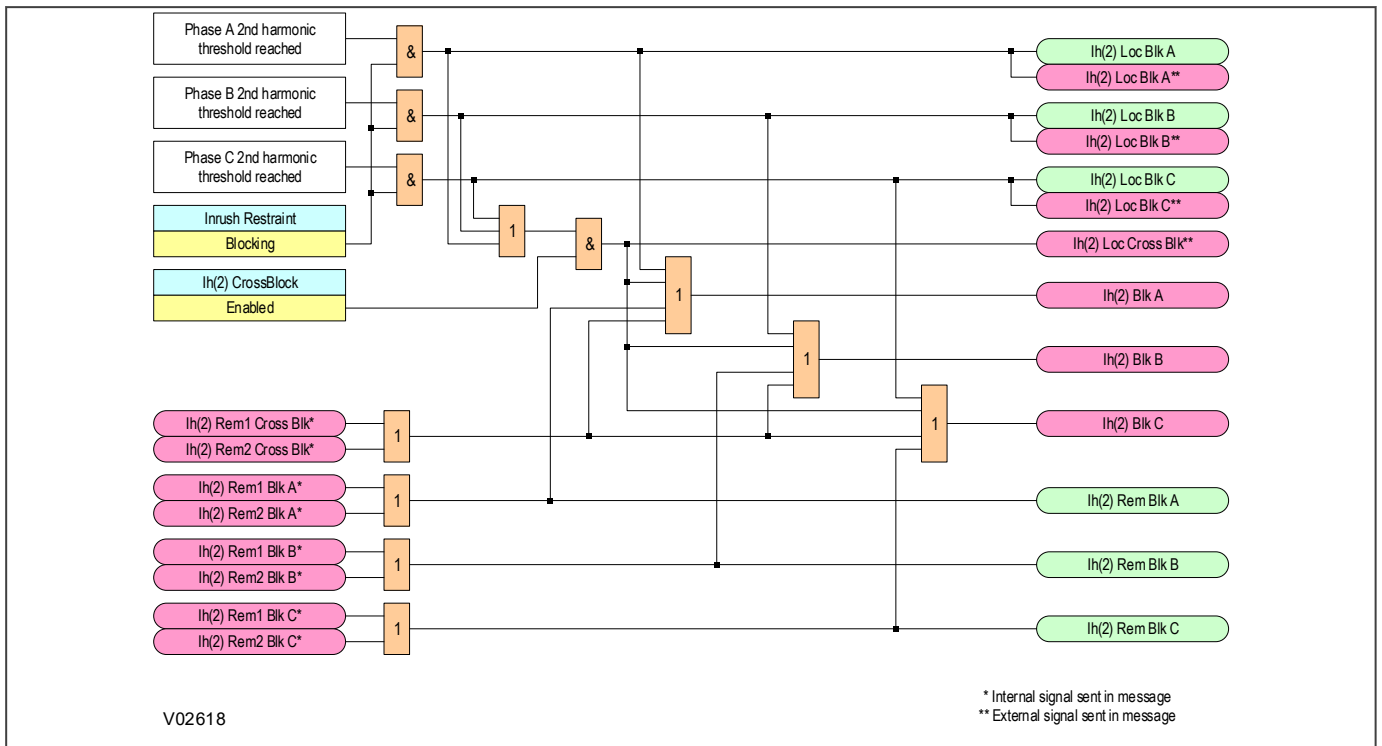 Phase A 2nd harmonic
threshold reached
&
Ih(2) Loc Blk A
Ih(2) Loc Blk A**
Phase B 2nd harmonic
threshold reached
&
Ih(2) Loc Blk B
Ih(2) Loc Blk B**
Phase C 2nd harmonic
threshold reached
&
Ih(2) Loc Blk C
Ih(2) Loc Blk C**
Inrush Restraint
Blocking
1
&
Ih(2) Loc Cross Blk**
Ih(2) CrossBlock
Enabled
1
Ih(2) Blk A
1
Ih(2) Blk B
Ih(2) Rem1 Cross Blk*
Ih(2) Rem2 Cross Blk*
1
1
Ih(2) Blk C
Ih(2) Rem1 Blk A*
Ih(2) Rem2 Blk A*
1
Ih(2) Rem Blk A
Ih(2) Rem1 Blk B*
Ih(2) Rem2 Blk B*
1
Ih(2) Rem Blk B
Ih(2) Rem1 Blk C*
Ih(2) Rem2 Blk C*
1
Ih(2) Rem Blk C
V02618
* Internal signal sent in message
** External signal sent in message